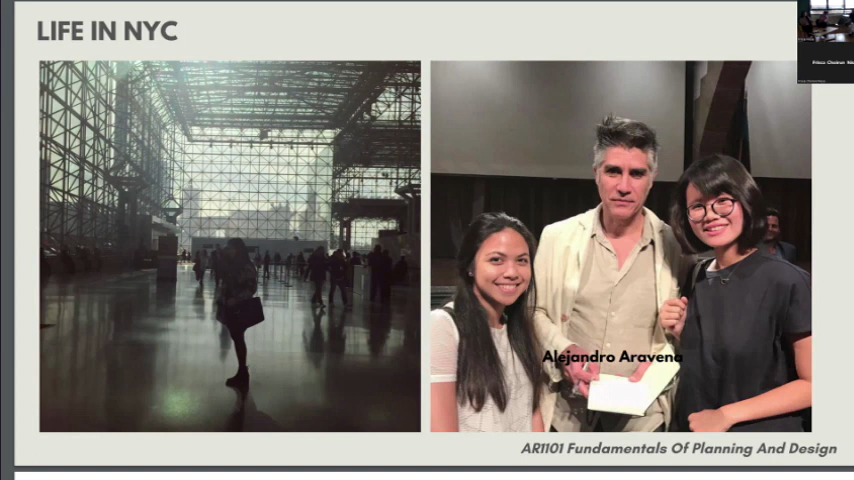 LIFE IN NYC
Alejandro Aravena
AR1101 Fundamentals Of Planning And Design